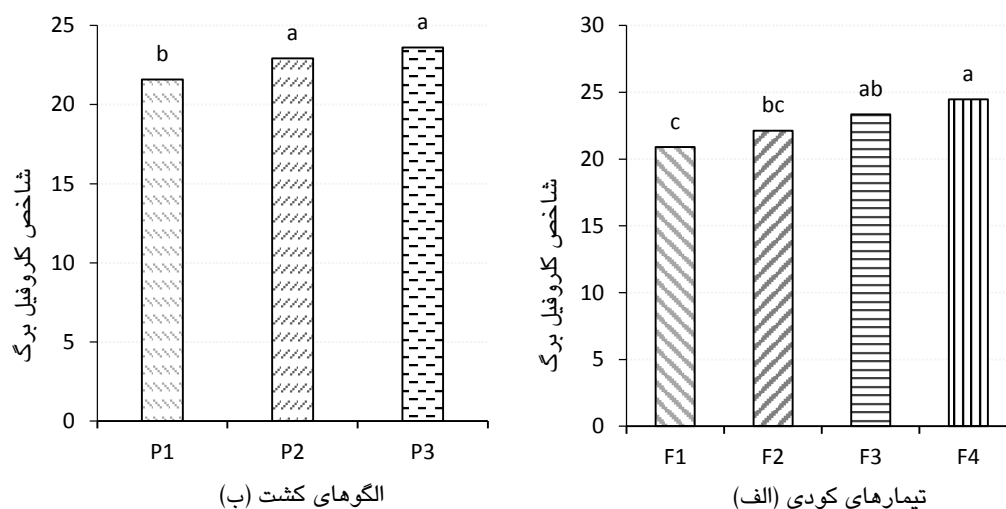 شاخص کلروفیل برگ
30
25
20
15
10
5
0
c
bc
ab
a
F1 F2 F3 F4
تیمارهای کودی (الف)
شاخص کلروفیل برگ
25
20
15
10
5
0
b
a
a
P1 P2 P3
الگوهای کشت (ب)